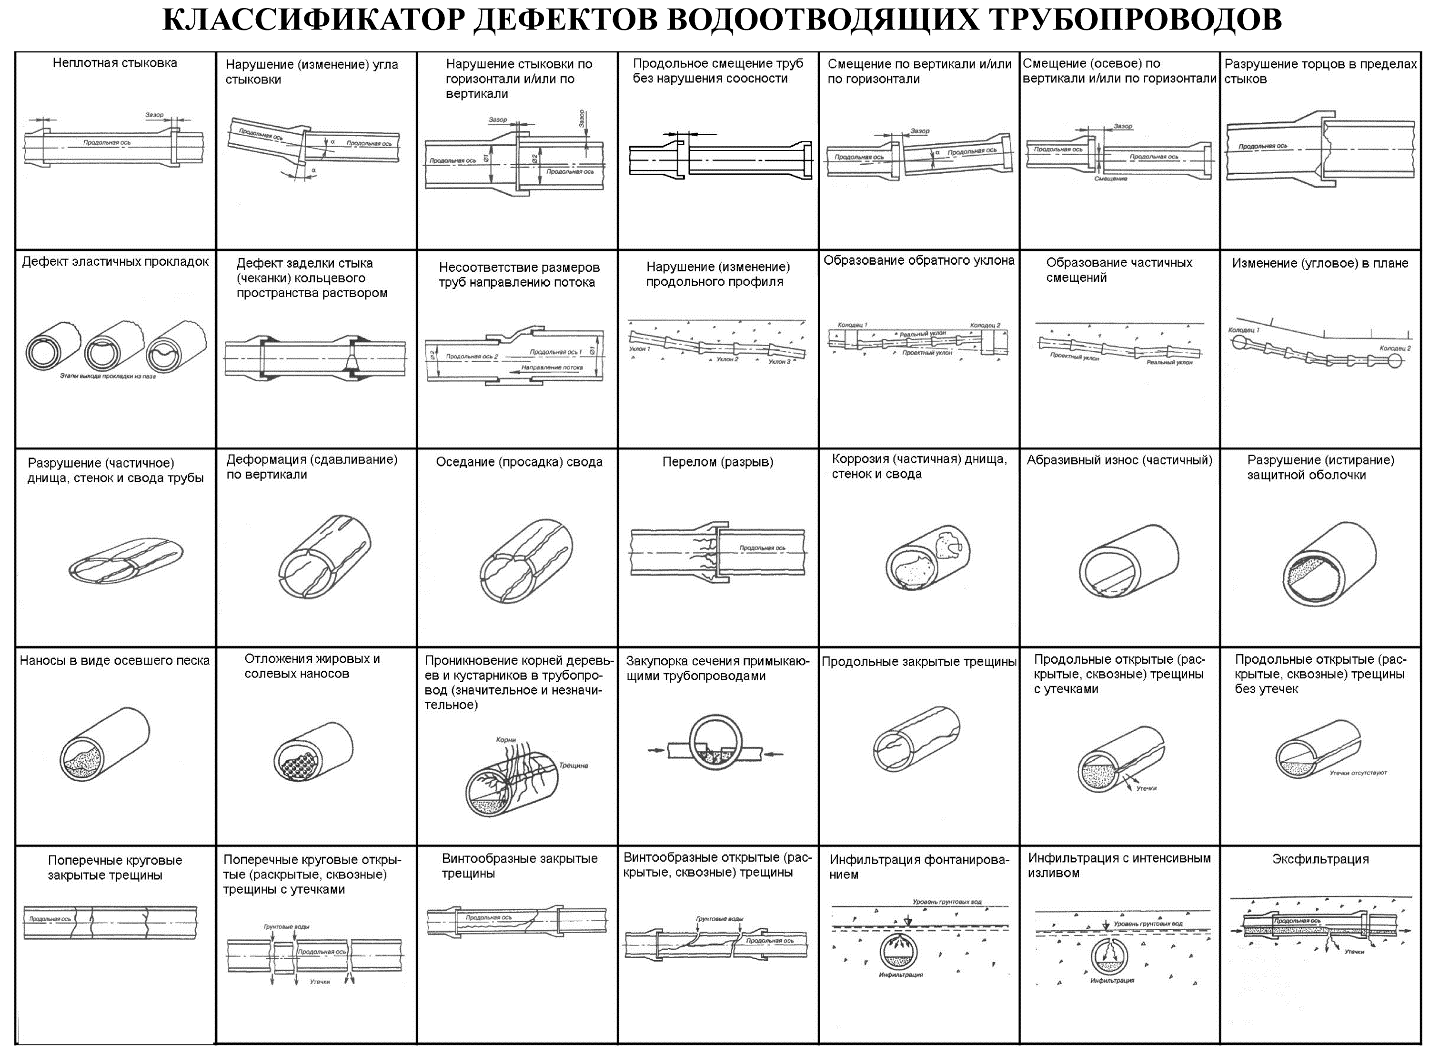 КЛАССИФИКАТОР ДЕФЕКТОВ ВОДООТВОДЯЩИХ ТРУБОПРОВОДОВ
Неплотная стыковка
Зазор
Продольная ось
Нарушение (изменение) угла
стыковки
α
Продольная ось
α
Нарушение стыковки по
горизонтали и/или по
вертикали
Зазор
Зазор
Продольная ось
Ø1
Ø2
Продольная ось
Продольное смещение труб
без нарушения соосности
Смещение по вертикали и/или
по горизонтали
Зазор
Продольная ось
α
Продольная ось
Смещение (осевое) по
вертикали и/или по горизонтали
Зазор
Продольная ось
Продольная ось
Смещение
Разрушение торцов в пределах
стыков
Продольная ось
Дефект эластичных прокладок
Этапы выхода прокладки из паза
Дефект заделки стыка
(чеканки) кольцевого
пространства раствором
Несоответствие размеров
труб направлению потока
Ø2
Продольная ось 2
Продольная ось 1
Ø1
Направление потока
Нарушение (изменение)
продольного профиля
Уклон 1
Уклон 2
Уклон 3
Образование обратного уклона
Колодец 1
Колодец 2
Реальный уклон
Проектный уклон
Образование частичных
смещений
Проектный уклон
Реальный уклон
Изменение (угловое) в плане
Колодец 1
Колодец 2
Разрушение (частичное)
днища, стенок и свода трубы
Деформация (сдавливание)
по вертикали
Оседание (просадка) свода
Перелом (разрыв)
Продольная ось
Коррозия (частичная) днища,
стенок и свода
Абразивный износ (частичный)
Разрушение (истирание)
защитной оболочки
Наносы в виде осевшего песка
Отложения жировых и
солевых наносов
Проникновение корней деревь-
ев и кустарников в трубопро-
вод (значительное и незначи-
тельное)
Корни
Трещина
Закупорка сечения примыкаю-
щими трубопроводами
Продольные закрытые трещины
Продольные открытые (рас-
крытые, сквозные) трещины
с утечками
Утечки
Продольные открытые (рас-
крытые, сквозные) трещины
без утечек
Утечки отсутствуют
Поперечные круговые
закрытые трещины
Продольная ось
Поперечные круговые откры-
тые (раскрытые, сквозные)
трещины с утечками
Грунтовые воды
Продольная ось
Утечки
Винтообразные закрытые
трещины
Продольная ось
Винтообразные открытые (рас-
крытые, сквозные) трещины
Грунтовые воды
Продольная ось
Инфильтрация фонтанирова-
нием
Уровень грунтовых вод
Инфильтрация
Инфильтрация с интенсивным
изливом
Уровень грунтовых вод
Инфильтрация
Эксфильтрация
Продольная ось
Утечки